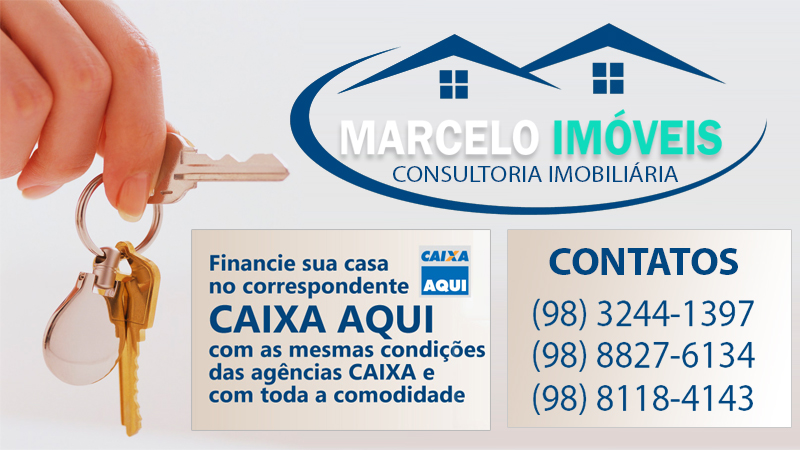 MARCELO IMÓVEIS
CONSULTORIA IMOBILIÁRIA
Financie sua casa
no correspondente
CAIXA AQUI
com as mesmas condições
das agências CAIXA e
com toda a comodidade
CAIXA
AQUI
CONTATOS
(98) 3244-1397
(98) 8827-6134
(98) 8118-4143